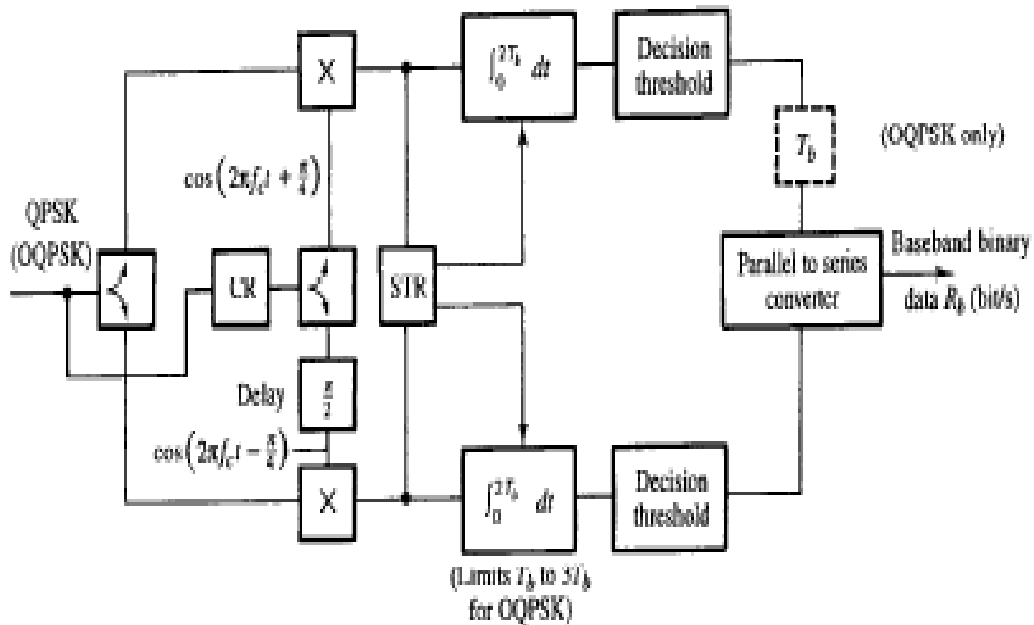 X
∫₀^{2T_b} dt
Decision
threshold
T_b
(OQPSK only)
cos(2πf_c t + π/4)
QPSK
(OQPSK)
CR
STR
Parallel to series
converter
Baseband binary
data R_b (bit/s)
Delay
π/2
cos(2πf_c t − π/4)
X
∫₀^{2T_b} dt
Decision
threshold
(Limits T_b to 3T_b
for OQPSK)